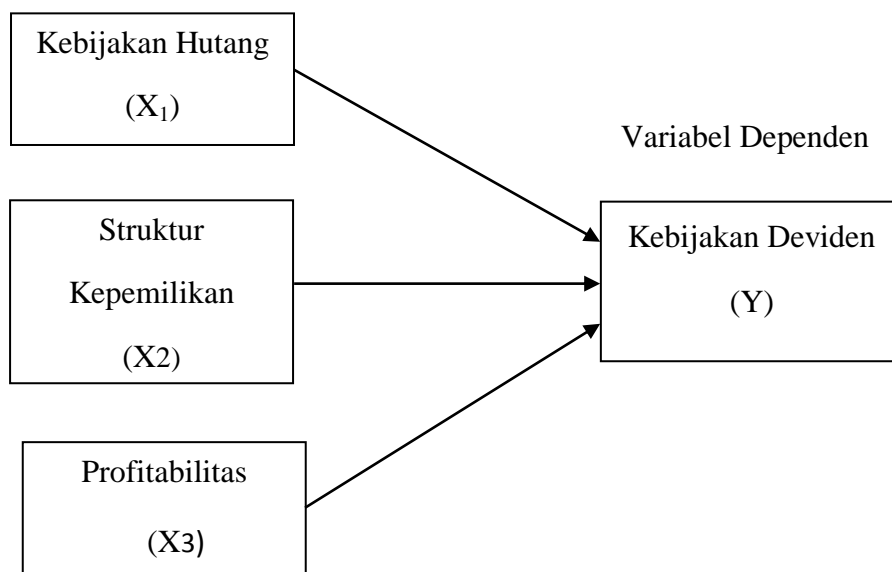 Kebijakan Hutang
(X₁)
Variabel Dependen
Struktur
Kepemilikan
(X2)
Kebijakan Deviden
(Y)
Profitabilitas
(X3)